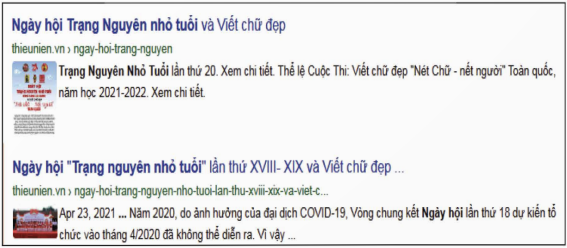 Ngày hội Trạng Nguyên nhỏ tuổi và Viết chữ đẹp
thieunien.vn › ngay-hoi-trang-nguyen
Trạng Nguyên Nhỏ Tuổi lần thứ 20. Xem chi tiết. Thể lệ Cuộc Thi: Viết chữ đẹp "Nét Chữ - nết người" Toàn quốc,
năm học 2021-2022. Xem chi tiết.
Ngày hội "Trạng nguyên nhỏ tuổi" lần thứ XVIII- XIX và Viết chữ đẹp ...
thieunien.vn › ngay-hoi-trang-nguyen-nho-tuoi-lan-thu-xviii-xix-va-viet-c...
Apr 23, 2021 ... Năm 2020, do ảnh hưởng của đại dịch COVID-19, Vòng chung kết Ngày hội lần thứ 18 dự kiến tổ
chức vào tháng 4/2020 đã không thể diễn ra. Vì vậy ...